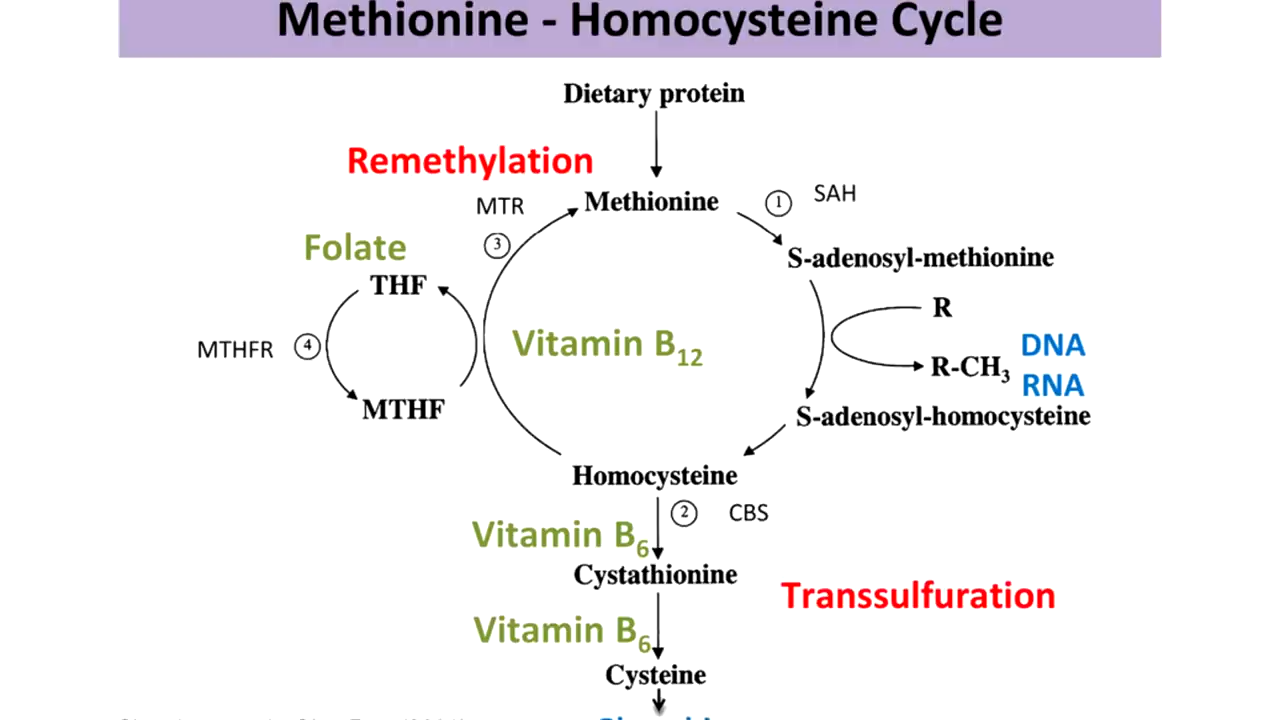 Methionine - Homocysteine Cycle
Dietary protein
Remethylation
MTR
Methionine
1
SAH
3
Folate
THF
S-adenosyl-methionine
R
MTHFR
4
Vitamin B12
DNA
R-CH3
RNA
MTHF
S-adenosyl-homocysteine
Homocysteine
2
CBS
Vitamin B6
Cystathionine
Transsulfuration
Vitamin B6
Cysteine